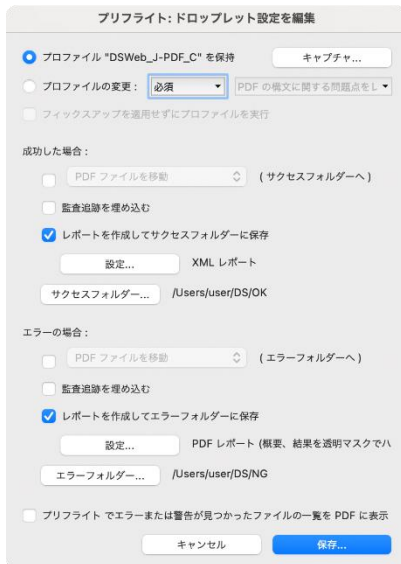 プリフライト: ドロップレット設定を編集
プロファイル "DSWeb_J-PDF_C" を保持 キャプチャ...
プロファイルの変更 : 必須 PDF の構文に関する問題点をレ
フィックスアップを適用せずにプロファイルを実行
成功した場合 :
PDF ファイルを移動 ( サクセスフォルダーへ )
監査追跡を埋め込む
レポートを作成してサクセスフォルダーに保存
設定... XML レポート
サクセスフォルダー... /Users/user/DS/OK
エラーの場合 :
PDF ファイルを移動 ( エラーフォルダーへ )
監査追跡を埋め込む
レポートを作成してエラーフォルダーに保存
設定... PDF レポート (概要、結果を透明マスクでハ
エラーフォルダー... /Users/user/DS/NG
プリフライト でエラーまたは警告が見つかったファイルの一覧を PDF に表示
キャンセル 保存...